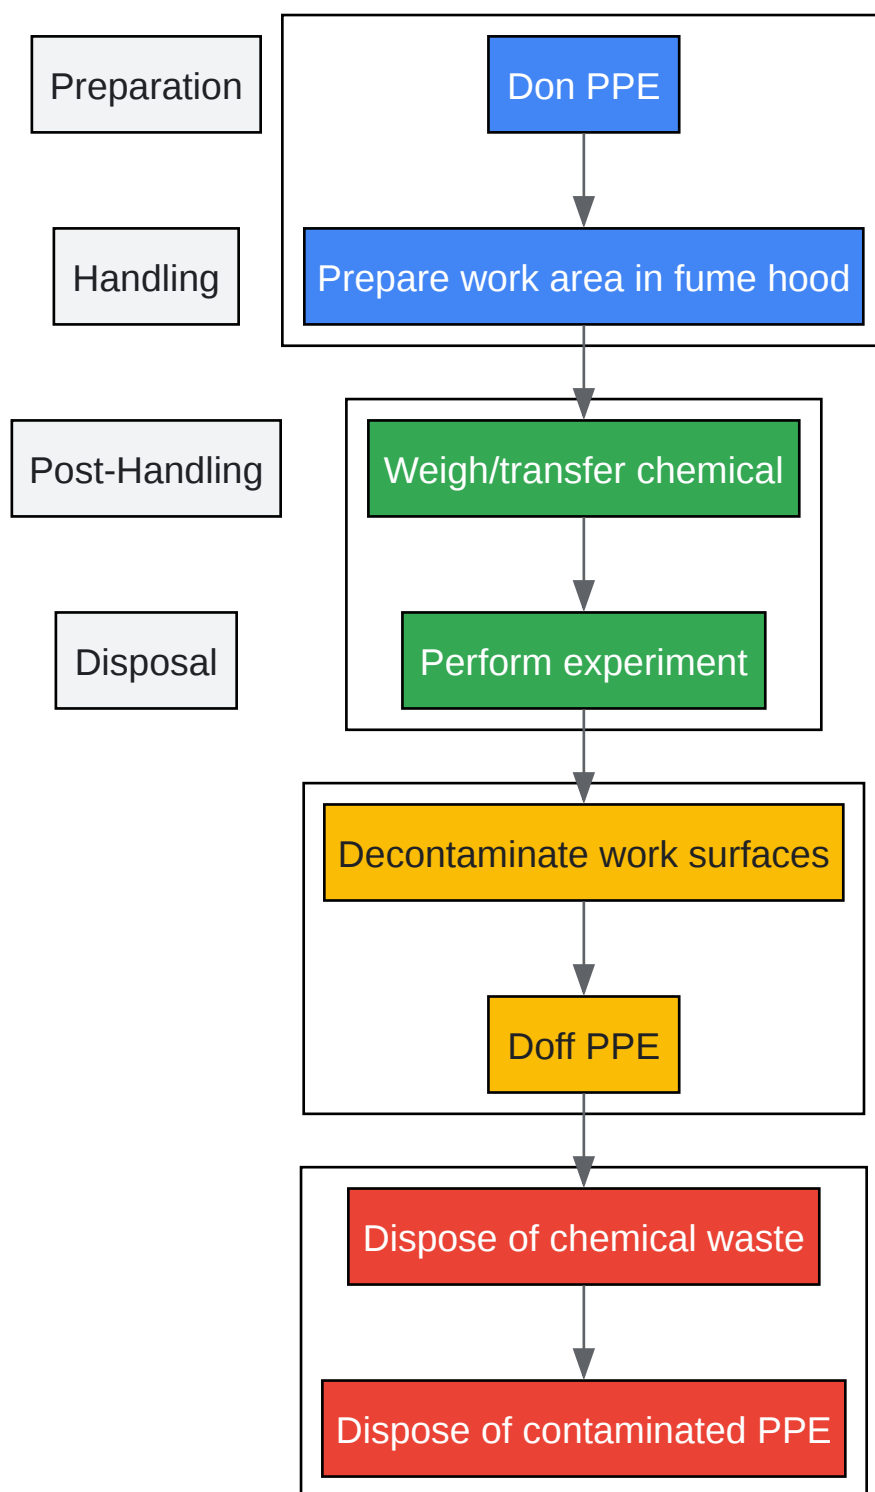 Preparation
Don PPE
Handling
Prepare work area in fume hood
Post-Handling
Weigh/transfer chemical
Disposal
Perform experiment
Decontaminate work surfaces
Doff PPE
Dispose of chemical waste
Dispose of contaminated PPE